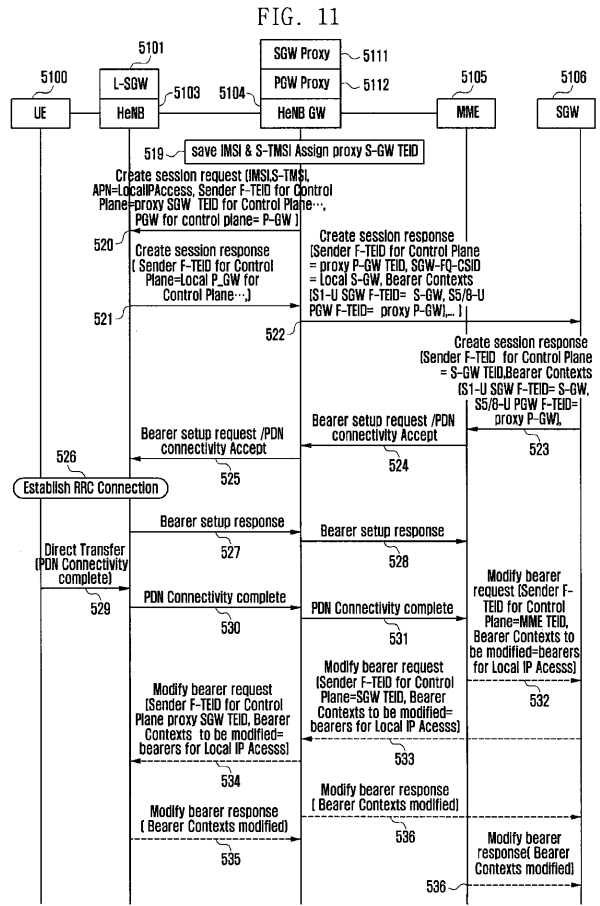 FIG. 11
5101
L-SGW
5100
UE
5103
HeNB
SGW Proxy
5111
PGW Proxy
5112
5104
HeNB GW
5105
MME
5106
SGW
519
save IMSI & S-TMSI Assign proxy S-GW TEID
Create session request (IMSI,S-TMSI,
APN=LocalIPAccess, Sender F-TEID for Control
Plane=proxy SGW TEID for Control Plane…,
PGW for control plane= P-GW )
520
Create session response
( Sender F-TEID for Control
Plane=Local P_GW for
Control Plane…,)
521
Create session response
(Sender F-TEID for Control Plane
= proxy P-GW TEID, SGW-FQ-CSID
= Local S-GW, Bearer Contexts
(S1-U SGW F-TEID= S-GW, S5/8-U
PGW F-TEID= proxy P-GW),… )
522
Create session response
(Sender F-TEID for Control Plane
= S-GW TEID,Bearer Contexts
(S1-U SGW F-TEID= S-GW,
S5/8-U PGW F-TEID=
proxy P-GW),
523
Bearer setup request /PDN
connectivity Accept
524
Bearer setup request /PDN
connectivity Accept
525
526
Establish RRC Connection
Bearer setup response
527
Bearer setup response
528
Direct Transfer
(PDN Connectivity
complete)
529
PDN Connectivity complete
530
PDN Connectivity complete
531
Modify bearer
request (Sender F-
TEID for Control
Plane=MME TEID,
Bearer Contexts to
be modified=bearers
for Local IP Acesss)
532
Modify bearer request
(Sender F-TEID for Control
Plane=SGW TEID, Bearer
Contexts to be modified=
bearers for Local IP Acesss)
533
Modify bearer request
(Sender F-TEID for Control
Plane proxy SGW TEID, Bearer
Contexts to be modified=
bearers for Local IP Acesss)
534
Modify bearer response
( Bearer Contexts modified)
535
Modify bearer response
( Bearer Contexts modified)
536
Modify bearer
response( Bearer
Contexts modified)
536